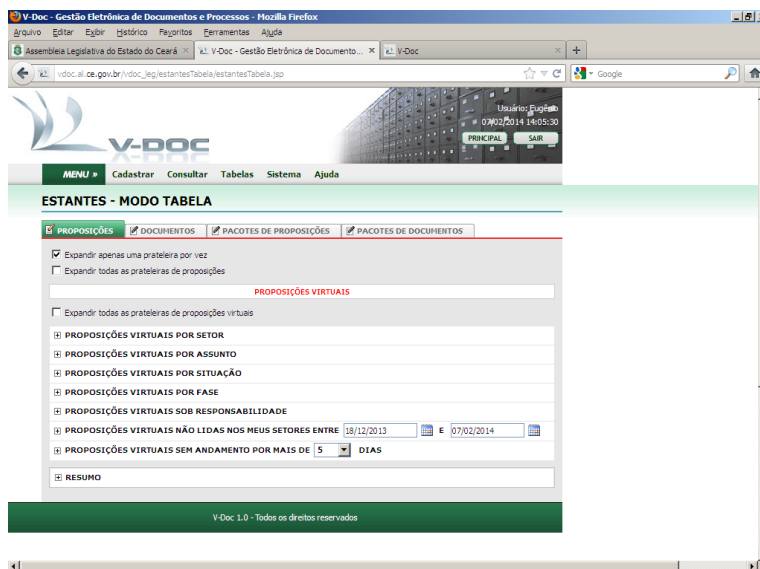 V-Doc - Gestão Eletrônica de Documentos e Processos - Mozilla Firefox
Arquivo Editar Exibir Histórico Favoritos Ferramentas Ajuda
Assembleia Legislativa do Estado do Ceará × V-Doc - Gestão Eletrônica de Documento... × V-Doc × +
vdoc.al.ce.gov.br/vdoc_leg/estantesTabela/estantesTabela.jsp Google
V-DOC
Usuário: Eugênio
07/02/2014 14:05:30
PRINCIPAL SAIR
MENU » Cadastrar Consultar Tabelas Sistema Ajuda
ESTANTES - MODO TABELA
PROPOSIÇÕES DOCUMENTOS PACOTES DE PROPOSIÇÕES PACOTES DE DOCUMENTOS
Expandir apenas uma prateleira por vez
Expandir todas as prateleiras de proposições
PROPOSIÇÕES VIRTUAIS
Expandir todas as prateleiras de proposições virtuais
PROPOSIÇÕES VIRTUAIS POR SETOR
PROPOSIÇÕES VIRTUAIS POR ASSUNTO
PROPOSIÇÕES VIRTUAIS POR SITUAÇÃO
PROPOSIÇÕES VIRTUAIS POR FASE
PROPOSIÇÕES VIRTUAIS SOB RESPONSABILIDADE
PROPOSIÇÕES VIRTUAIS NÃO LIDAS NOS MEUS SETORES ENTRE 18/12/2013 E 07/02/2014
PROPOSIÇÕES VIRTUAIS SEM ANDAMENTO POR MAIS DE 5 DIAS
RESUMO
V-Doc 1.0 - Todos os direitos reservados